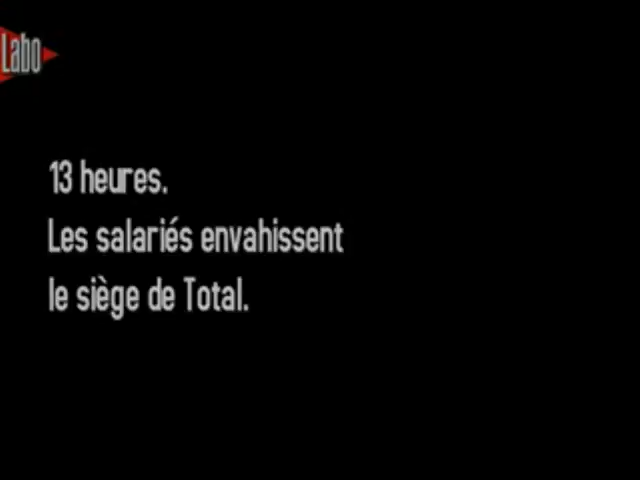 Labo
13 heures.
Les salariés envahissent
le siège de Total.